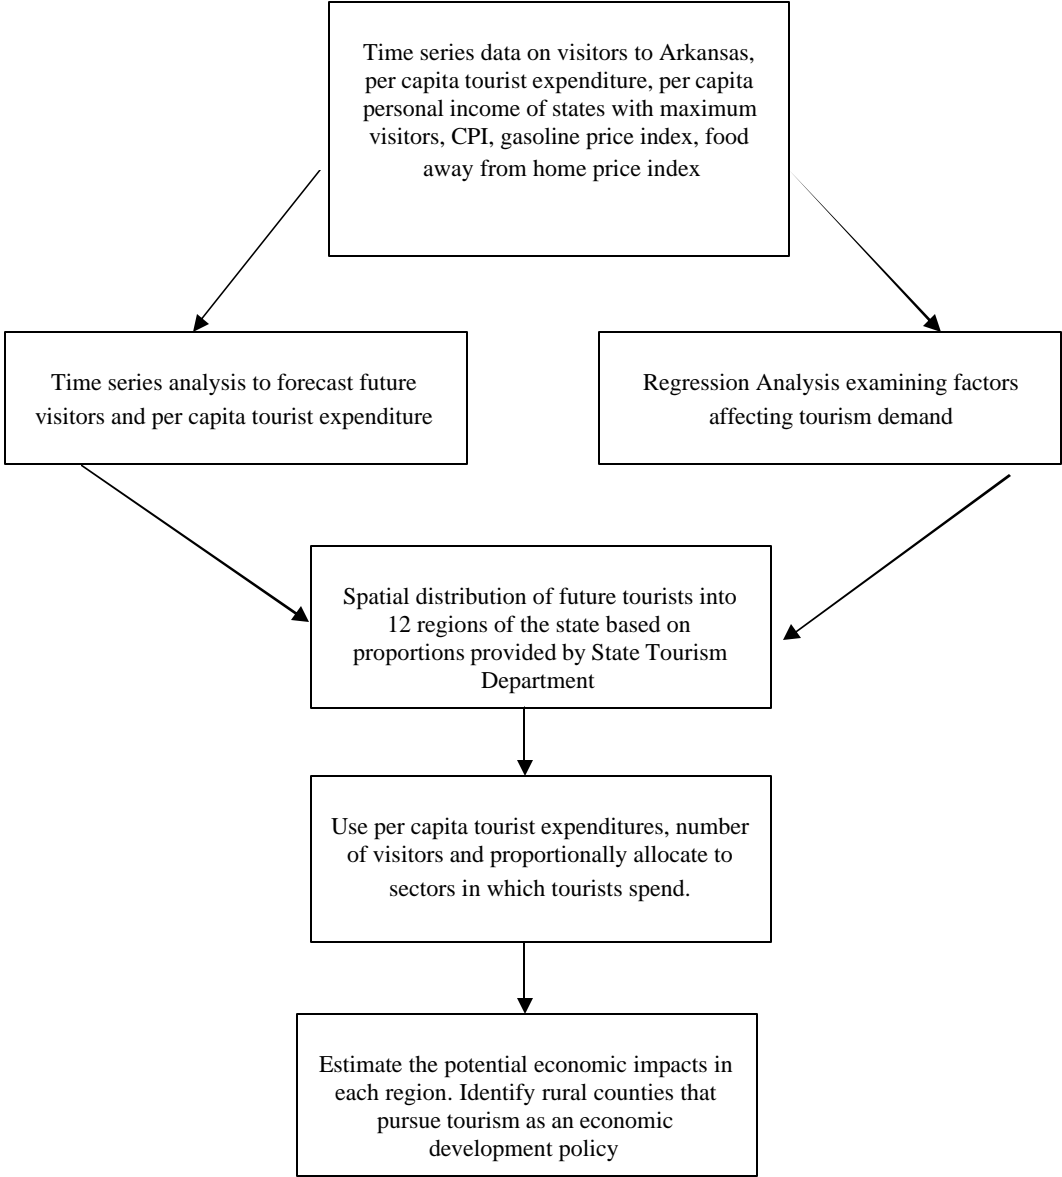 Time series data on visitors to Arkansas,
per capita tourist expenditure, per capita
personal income of states with maximum
visitors, CPI, gasoline price index, food
away from home price index
Time series analysis to forecast future
visitors and per capita tourist expenditure
Regression Analysis examining factors
affecting tourism demand
Spatial distribution of future tourists into
12 regions of the state based on
proportions provided by State Tourism
Department
Use per capita tourist expenditures, number
of visitors and proportionally allocate to
sectors in which tourists spend.
Estimate the potential economic impacts in
each region. Identify rural counties that
pursue tourism as an economic
development policy